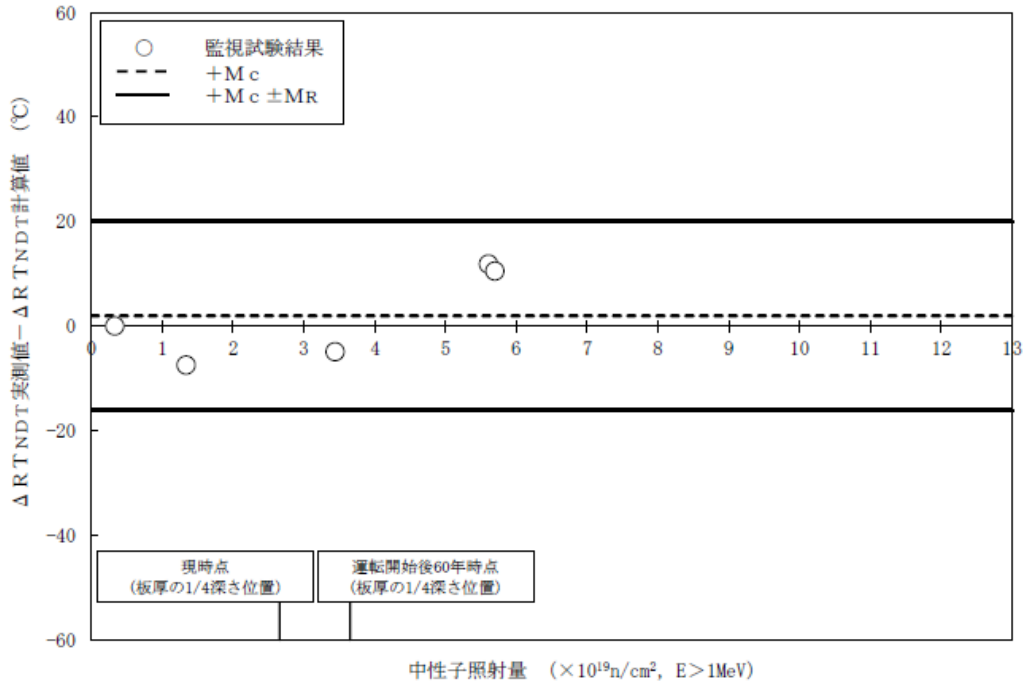 60
40
20
0
-20
-40
-60
ΔRTNDT実測値－ΔRTNDT計算値　(℃)
監視試験結果
＋Mc
＋Mc ±MR
0 1 2 3 4 5 6 7 8 9 10 11 12 13
現時点
(板厚の1/4深さ位置)
運転開始後60年時点
(板厚の1/4深さ位置)
中性子照射量　(×10¹⁹n/cm², E＞1MeV)